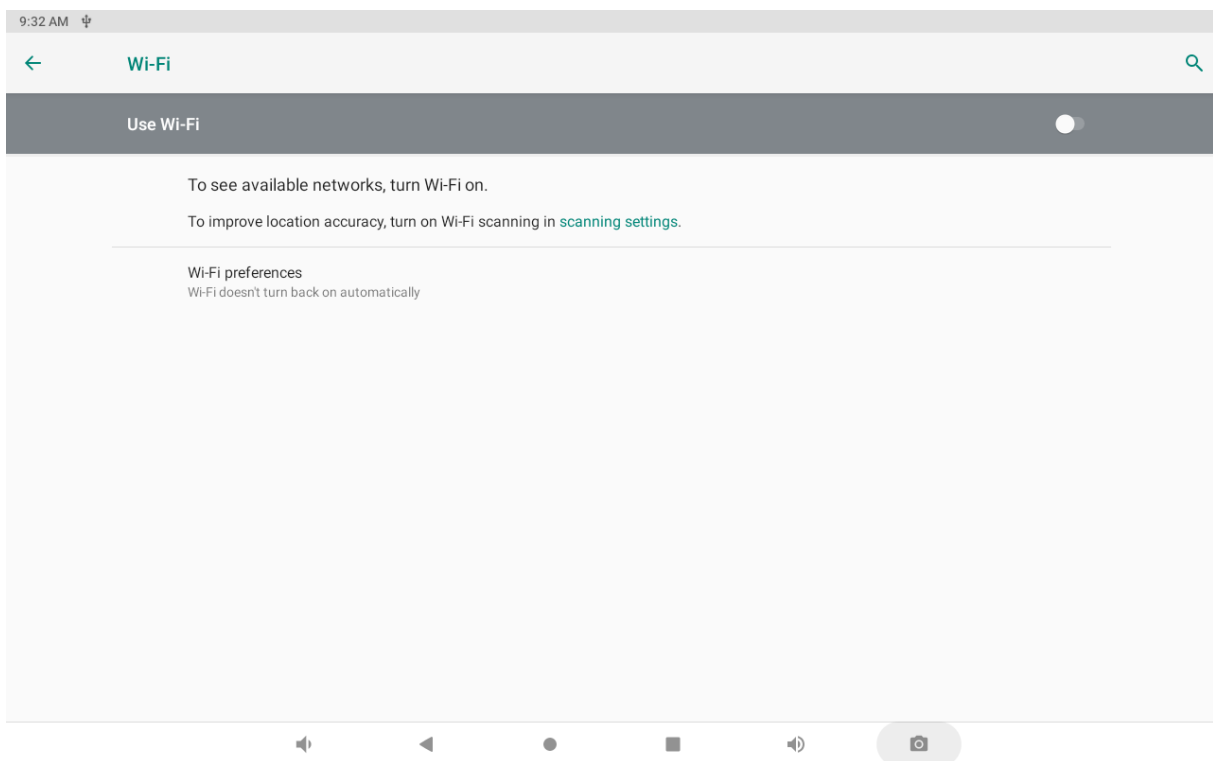 9:32 AM
Wi-Fi
Use Wi-Fi
To see available networks, turn Wi-Fi on.
To improve location accuracy, turn on Wi-Fi scanning in scanning settings.
Wi-Fi preferences
Wi-Fi doesn't turn back on automatically